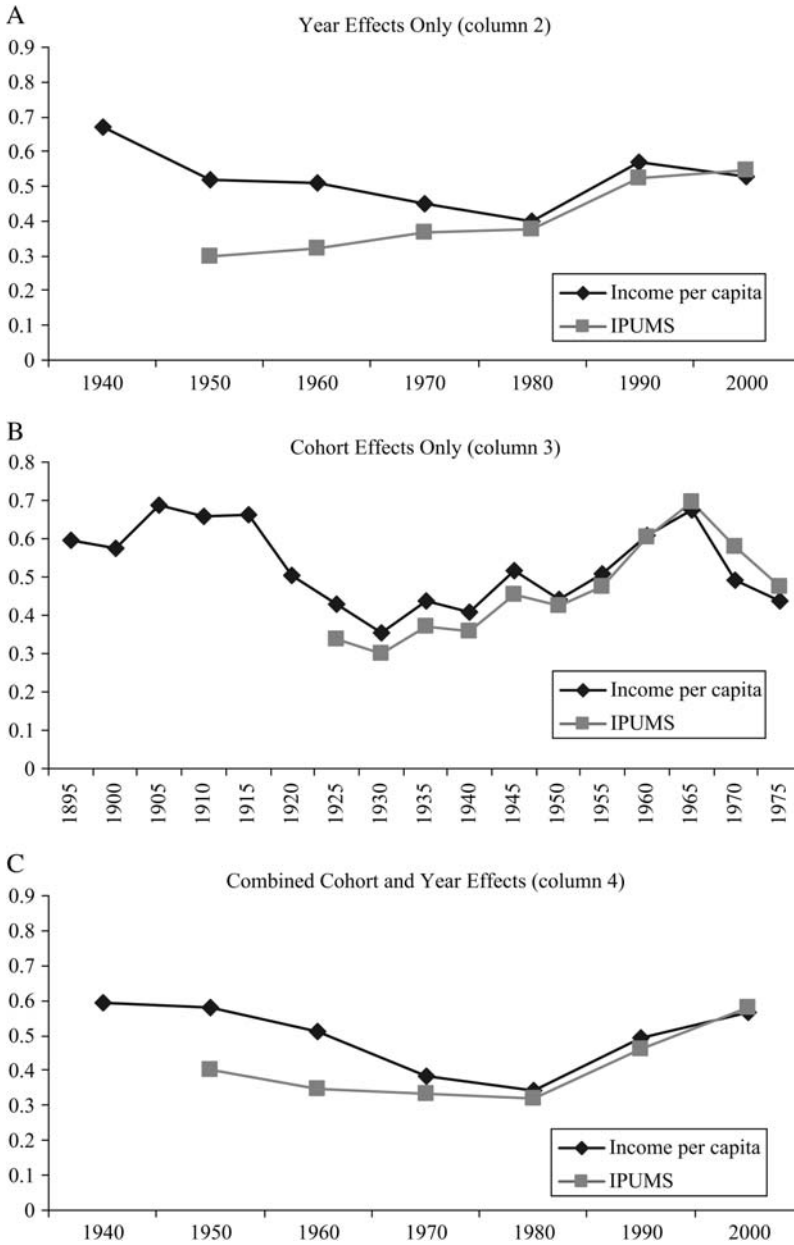 A
Year Effects Only (column 2)
0.9
0.8
0.7
0.6
0.5
0.4
0.3
0.2
0.1
0
Income per capita
IPUMS
1940 1950 1960 1970 1980 1990 2000
B
Cohort Effects Only (column 3)
0.8
0.7
0.6
0.5
0.4
0.3
0.2
0.1
0
Income per capita
IPUMS
1895 1900 1905 1910 1915 1920 1925 1930 1935 1940 1945 1950 1955 1960 1965 1970 1975
C
Combined Cohort and Year Effects (column 4)
0.9
0.8
0.7
0.6
0.5
0.4
0.3
0.2
0.1
0
Income per capita
IPUMS
1940 1950 1960 1970 1980 1990 2000